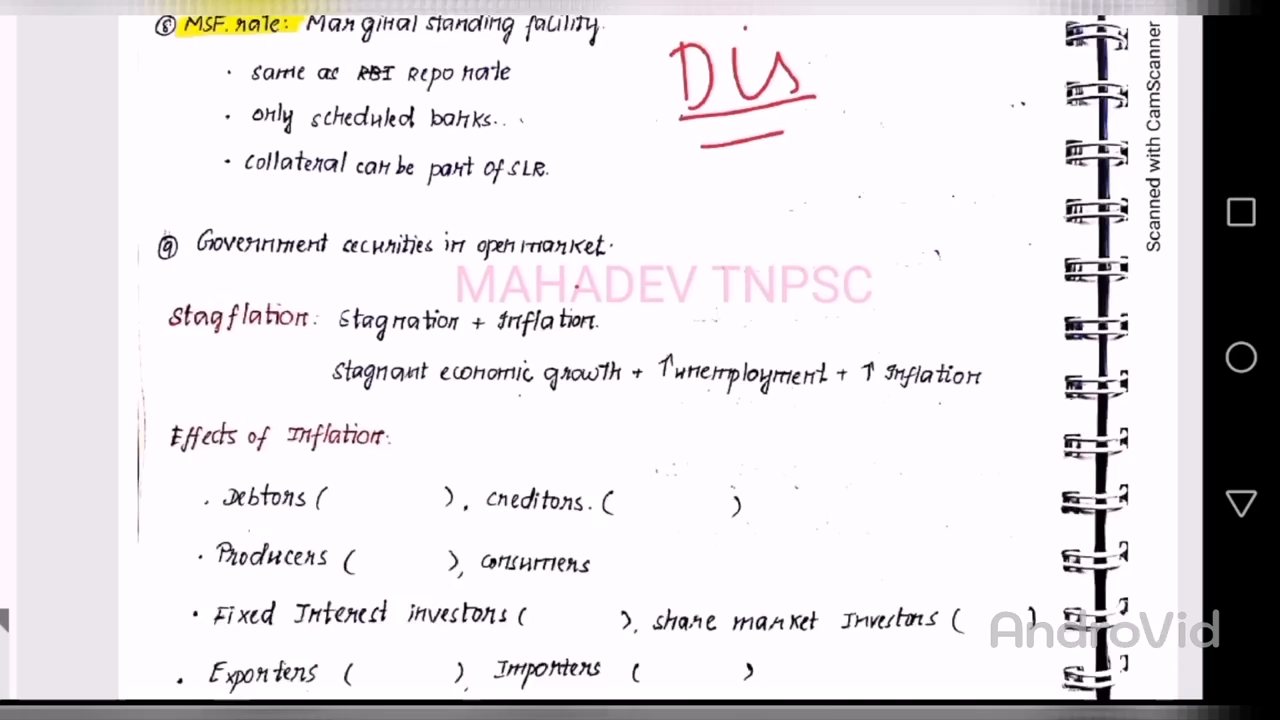 ⑧ MSF. rate: Marginal standing facility.
Dis
· same as RBI Repo rate
· only scheduled banks..
· collateral can be part of SLR.
⑨ Government securities in open market.
MAHADEV TNPSC
Stagflation: Stagnation + Inflation.
Stagnant economic growth + ↑unemployment + ↑ Inflation
Effects of Inflation:
· Debtors ( ), creditors. ( )
· Producers ( ), consumers
· Fixed Interest investors ( ), share market Investors ( )
· Exporters ( ) Importers ( )
Scanned with CamScanner
AndroVid